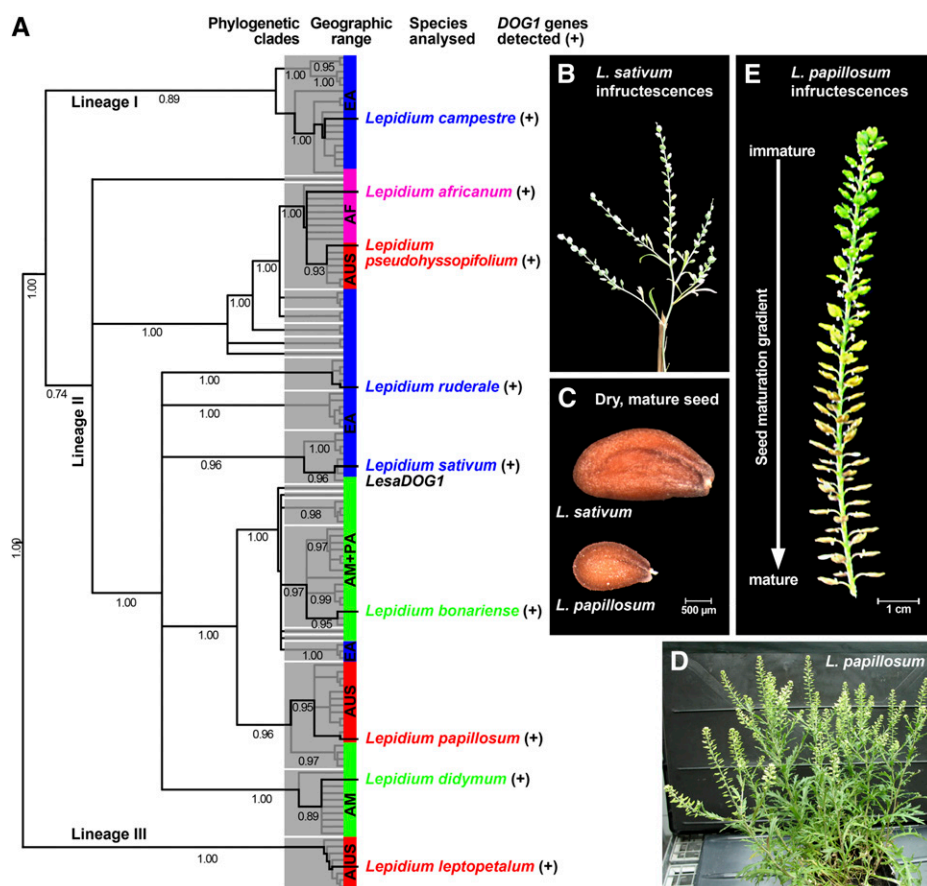 A
Phylogenetic clades
Geographic range
Species analysed
DOG1 genes detected (+)
Lineage I
0.89
1.00
0.95
1.00
1.00
EA
Lepidium campestre (+)
1.00
Lepidium africanum (+)
AF
Lepidium
pseudohyssopifolium (+)
0.93
AUS
1.00
1.00
1.00
1.00
0.74
Lineage II
1.00
Lepidium ruderale (+)
1.00
EA
1.00
0.96
0.96
Lepidium sativum (+)
LesaDOG1
0.98
0.97
AM+PA
0.97
0.99
0.95
Lepidium bonariense (+)
1.00
1.00
1.00
EA
0.95
AUS
0.96
Lepidium papillosum (+)
0.97
Lepidium didymum (+)
1.00
0.89
AM
1.00
Lineage III
1.00
AUS
Lepidium leptopetalum (+)
B
L. sativum
infructescences
C
Dry, mature seed
L. sativum
L. papillosum
500 µm
E
L. papillosum
infructescences
immature
Seed maturation gradient
mature
1 cm
D
L. papillosum